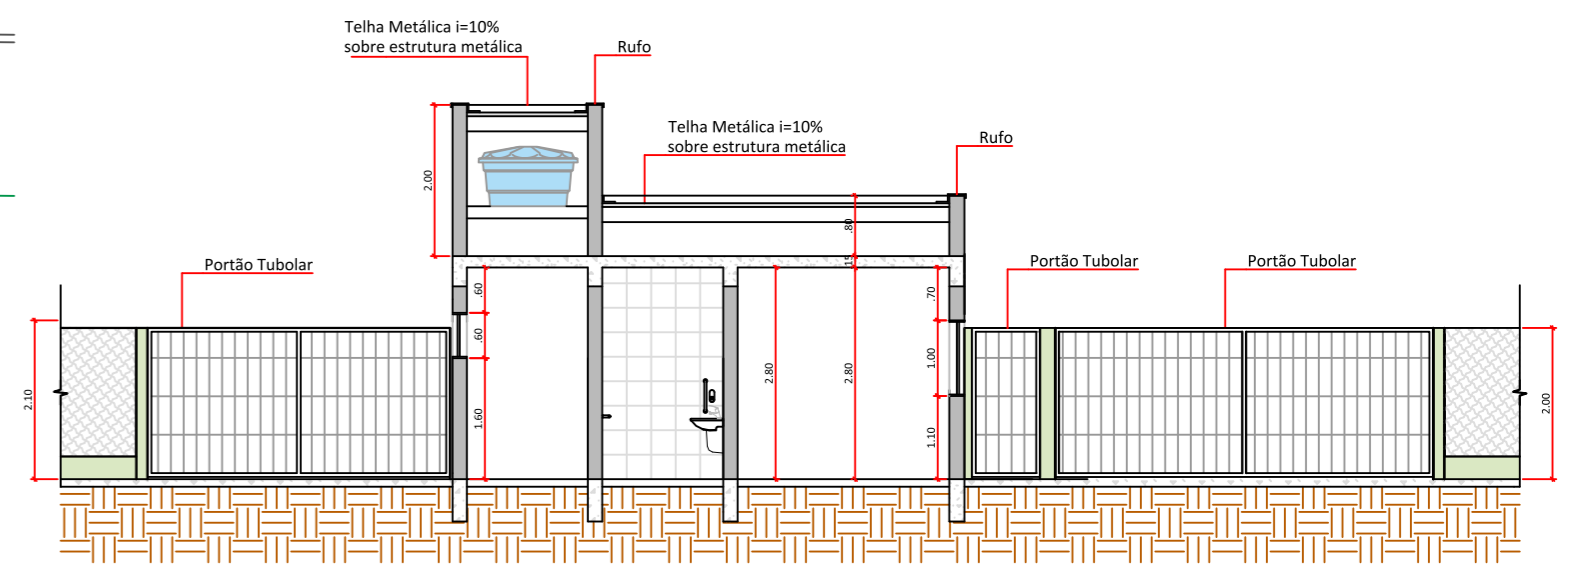 Telha Metálica i=10%
sobre estrutura metálica
Rufo
Telha Metálica i=10%
sobre estrutura metálica
Rufo
2.00
.80
.15
Portão Tubolar
Portão Tubolar
Portão Tubolar
.60
.60
1.60
2.80
2.80
.70
1.00
1.10
2.10
2.00